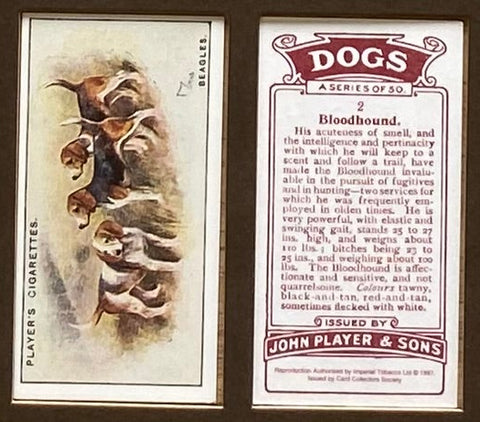 PLAYER'S CIGARETTES.
BEAGLES.
DOGS
A SERIES OF 50.
2
Bloodhound.
His acuteness of smell, and
the intelligence and pertinacity
with which he will keep to a
scent and follow a trail, have
made the Bloodhound invalu-
able in the pursuit of fugitives
and in hunting—two services for
which he was frequently em-
ployed in olden times. He is
very powerful, with elastic and
swinging gait, stands 25 to 27
ins. high, and weighs about
110 lbs.; bitches being 23 to
25 ins., and weighing about 100
lbs. The Bloodhound is affec-
tionate and sensitive, and not
quarrelsome. Colours tawny,
black-and-tan, red-and-tan,
sometimes flecked with white.
ISSUED BY
JOHN PLAYER & SONS
Reproduction Authorised by Imperial Tobacco Ltd © 1987.
Issued by Card Collectors Society